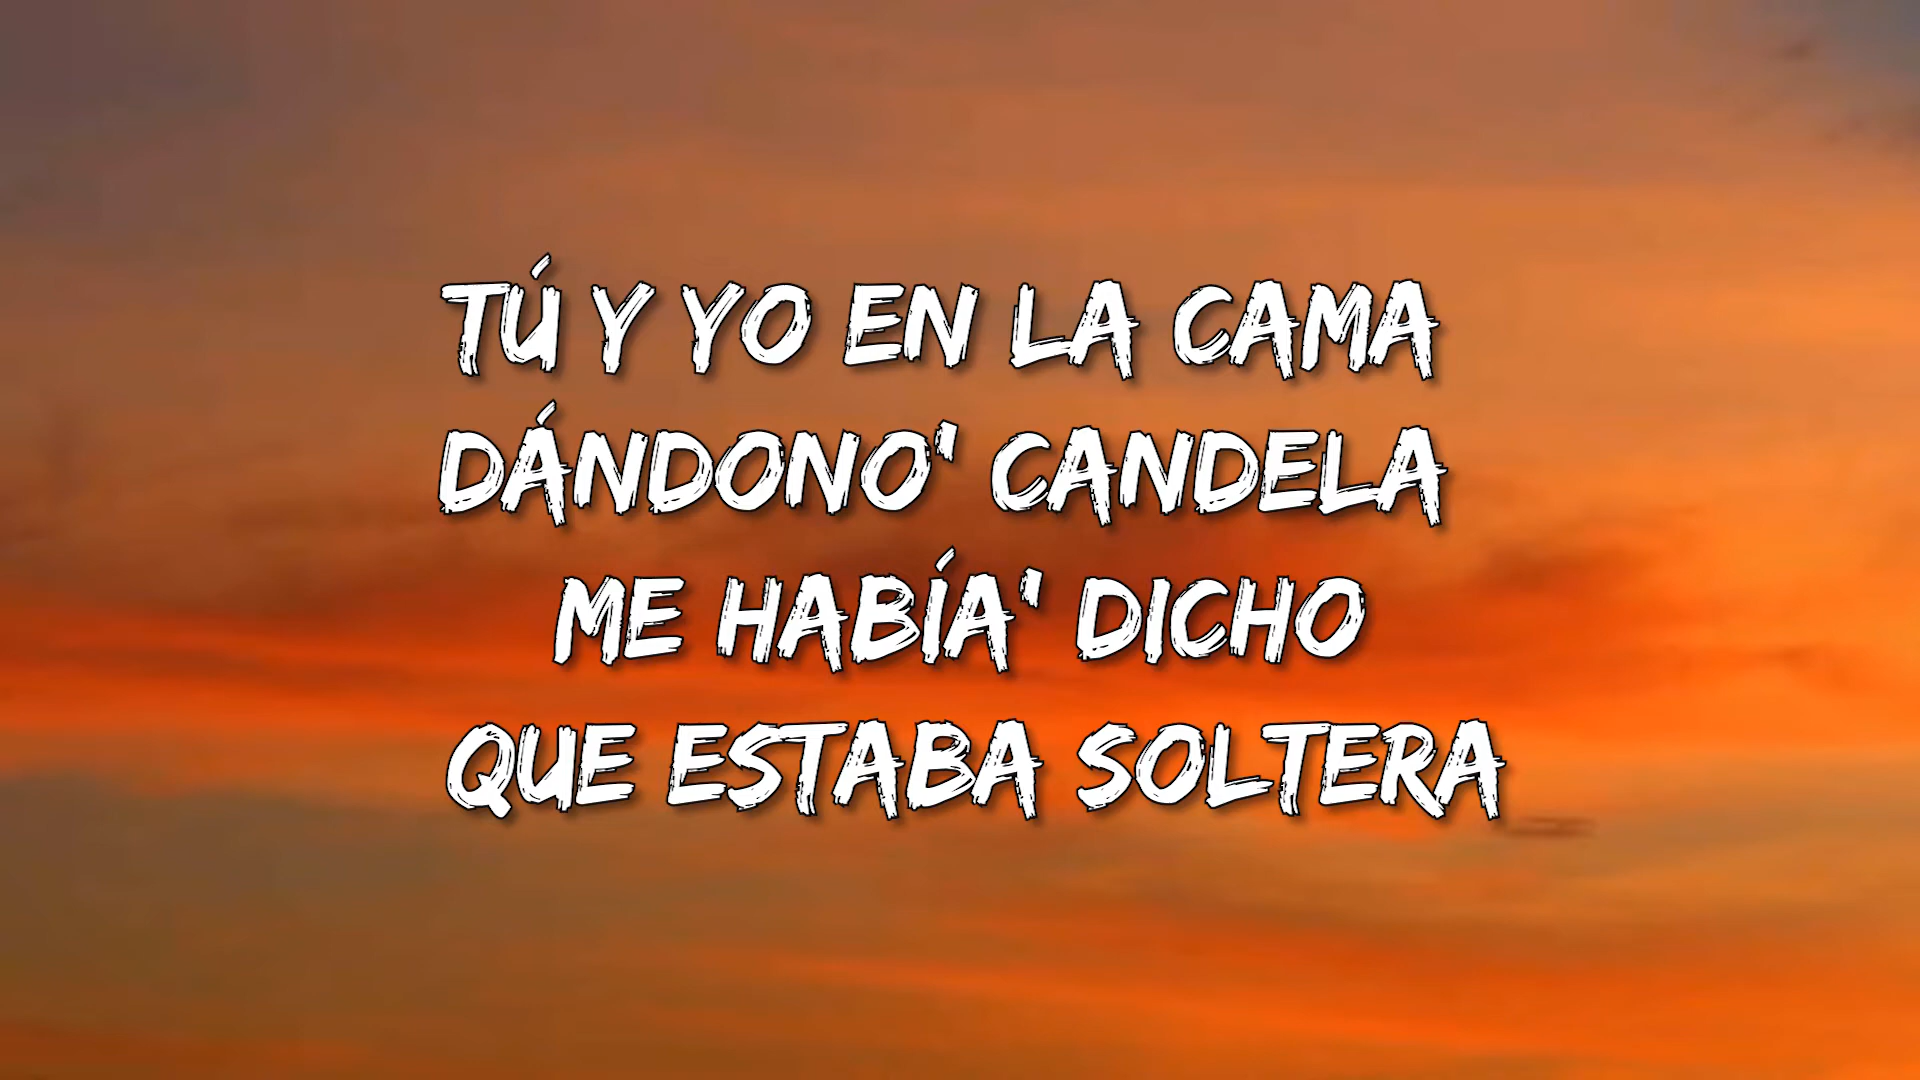 TÚ Y YO EN LA CAMA
DÁNDONO' CANDELA
ME HABÍA' DICHO
QUE ESTABA SOLTERA